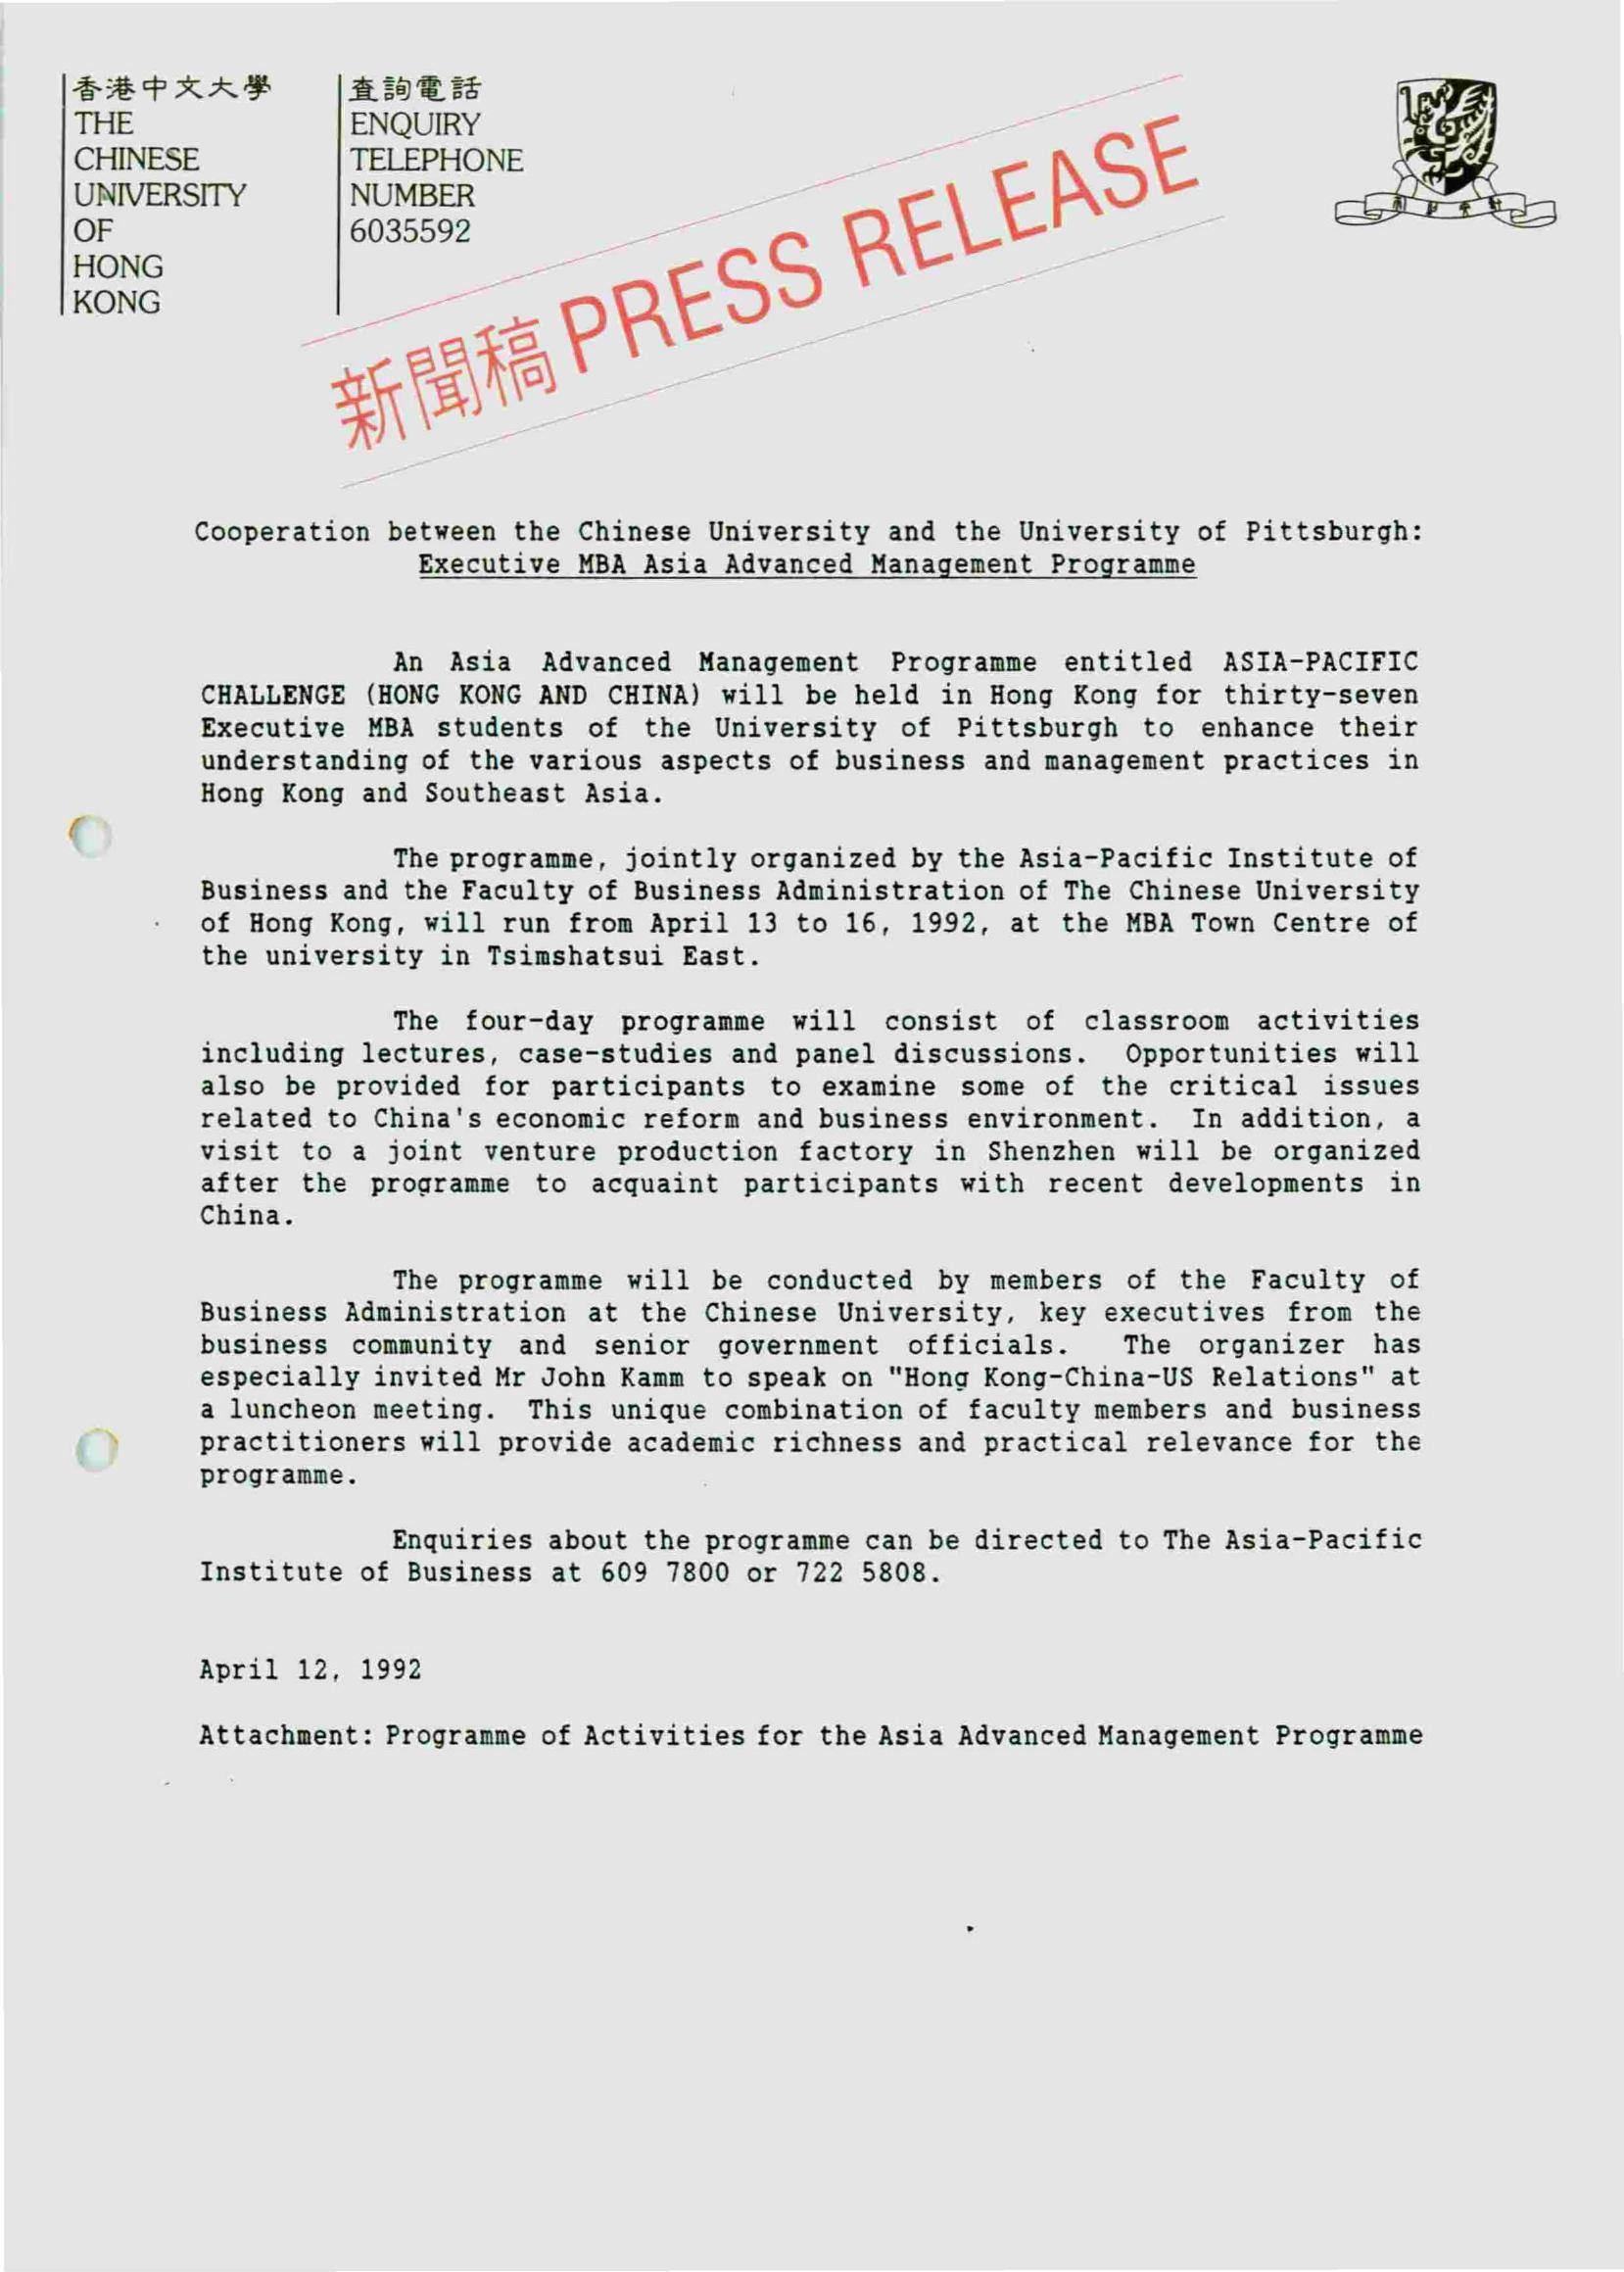 香港中文大學
THE
CHINESE
UNIVERSITY
OF
HONG
KONG
查詢電話
ENQUIRY
TELEPHONE
NUMBER
6035592
新聞稿 PRESS RELEASE
Cooperation between the Chinese University and the University of Pittsburgh:
Executive MBA Asia Advanced Management Programme
An Asia Advanced Management Programme entitled ASIA-PACIFIC
CHALLENGE (HONG KONG AND CHINA) will be held in Hong Kong for thirty-seven
Executive MBA students of the University of Pittsburgh to enhance their
understanding of the various aspects of business and management practices in
Hong Kong and Southeast Asia.
The programme, jointly organized by the Asia-Pacific Institute of
Business and the Faculty of Business Administration of The Chinese University
of Hong Kong, will run from April 13 to 16, 1992, at the MBA Town Centre of
the university in Tsimshatsui East.
The four-day programme will consist of classroom activities
including lectures, case-studies and panel discussions. Opportunities will
also be provided for participants to examine some of the critical issues
related to China's economic reform and business environment. In addition, a
visit to a joint venture production factory in Shenzhen will be organized
after the programme to acquaint participants with recent developments in
China.
The programme will be conducted by members of the Faculty of
Business Administration at the Chinese University, key executives from the
business community and senior government officials. The organizer has
especially invited Mr John Kamm to speak on "Hong Kong-China-US Relations" at
a luncheon meeting. This unique combination of faculty members and business
practitioners will provide academic richness and practical relevance for the
programme.
Enquiries about the programme can be directed to The Asia-Pacific
Institute of Business at 609 7800 or 722 5808.
April 12, 1992
Attachment: Programme of Activities for the Asia Advanced Management Programme